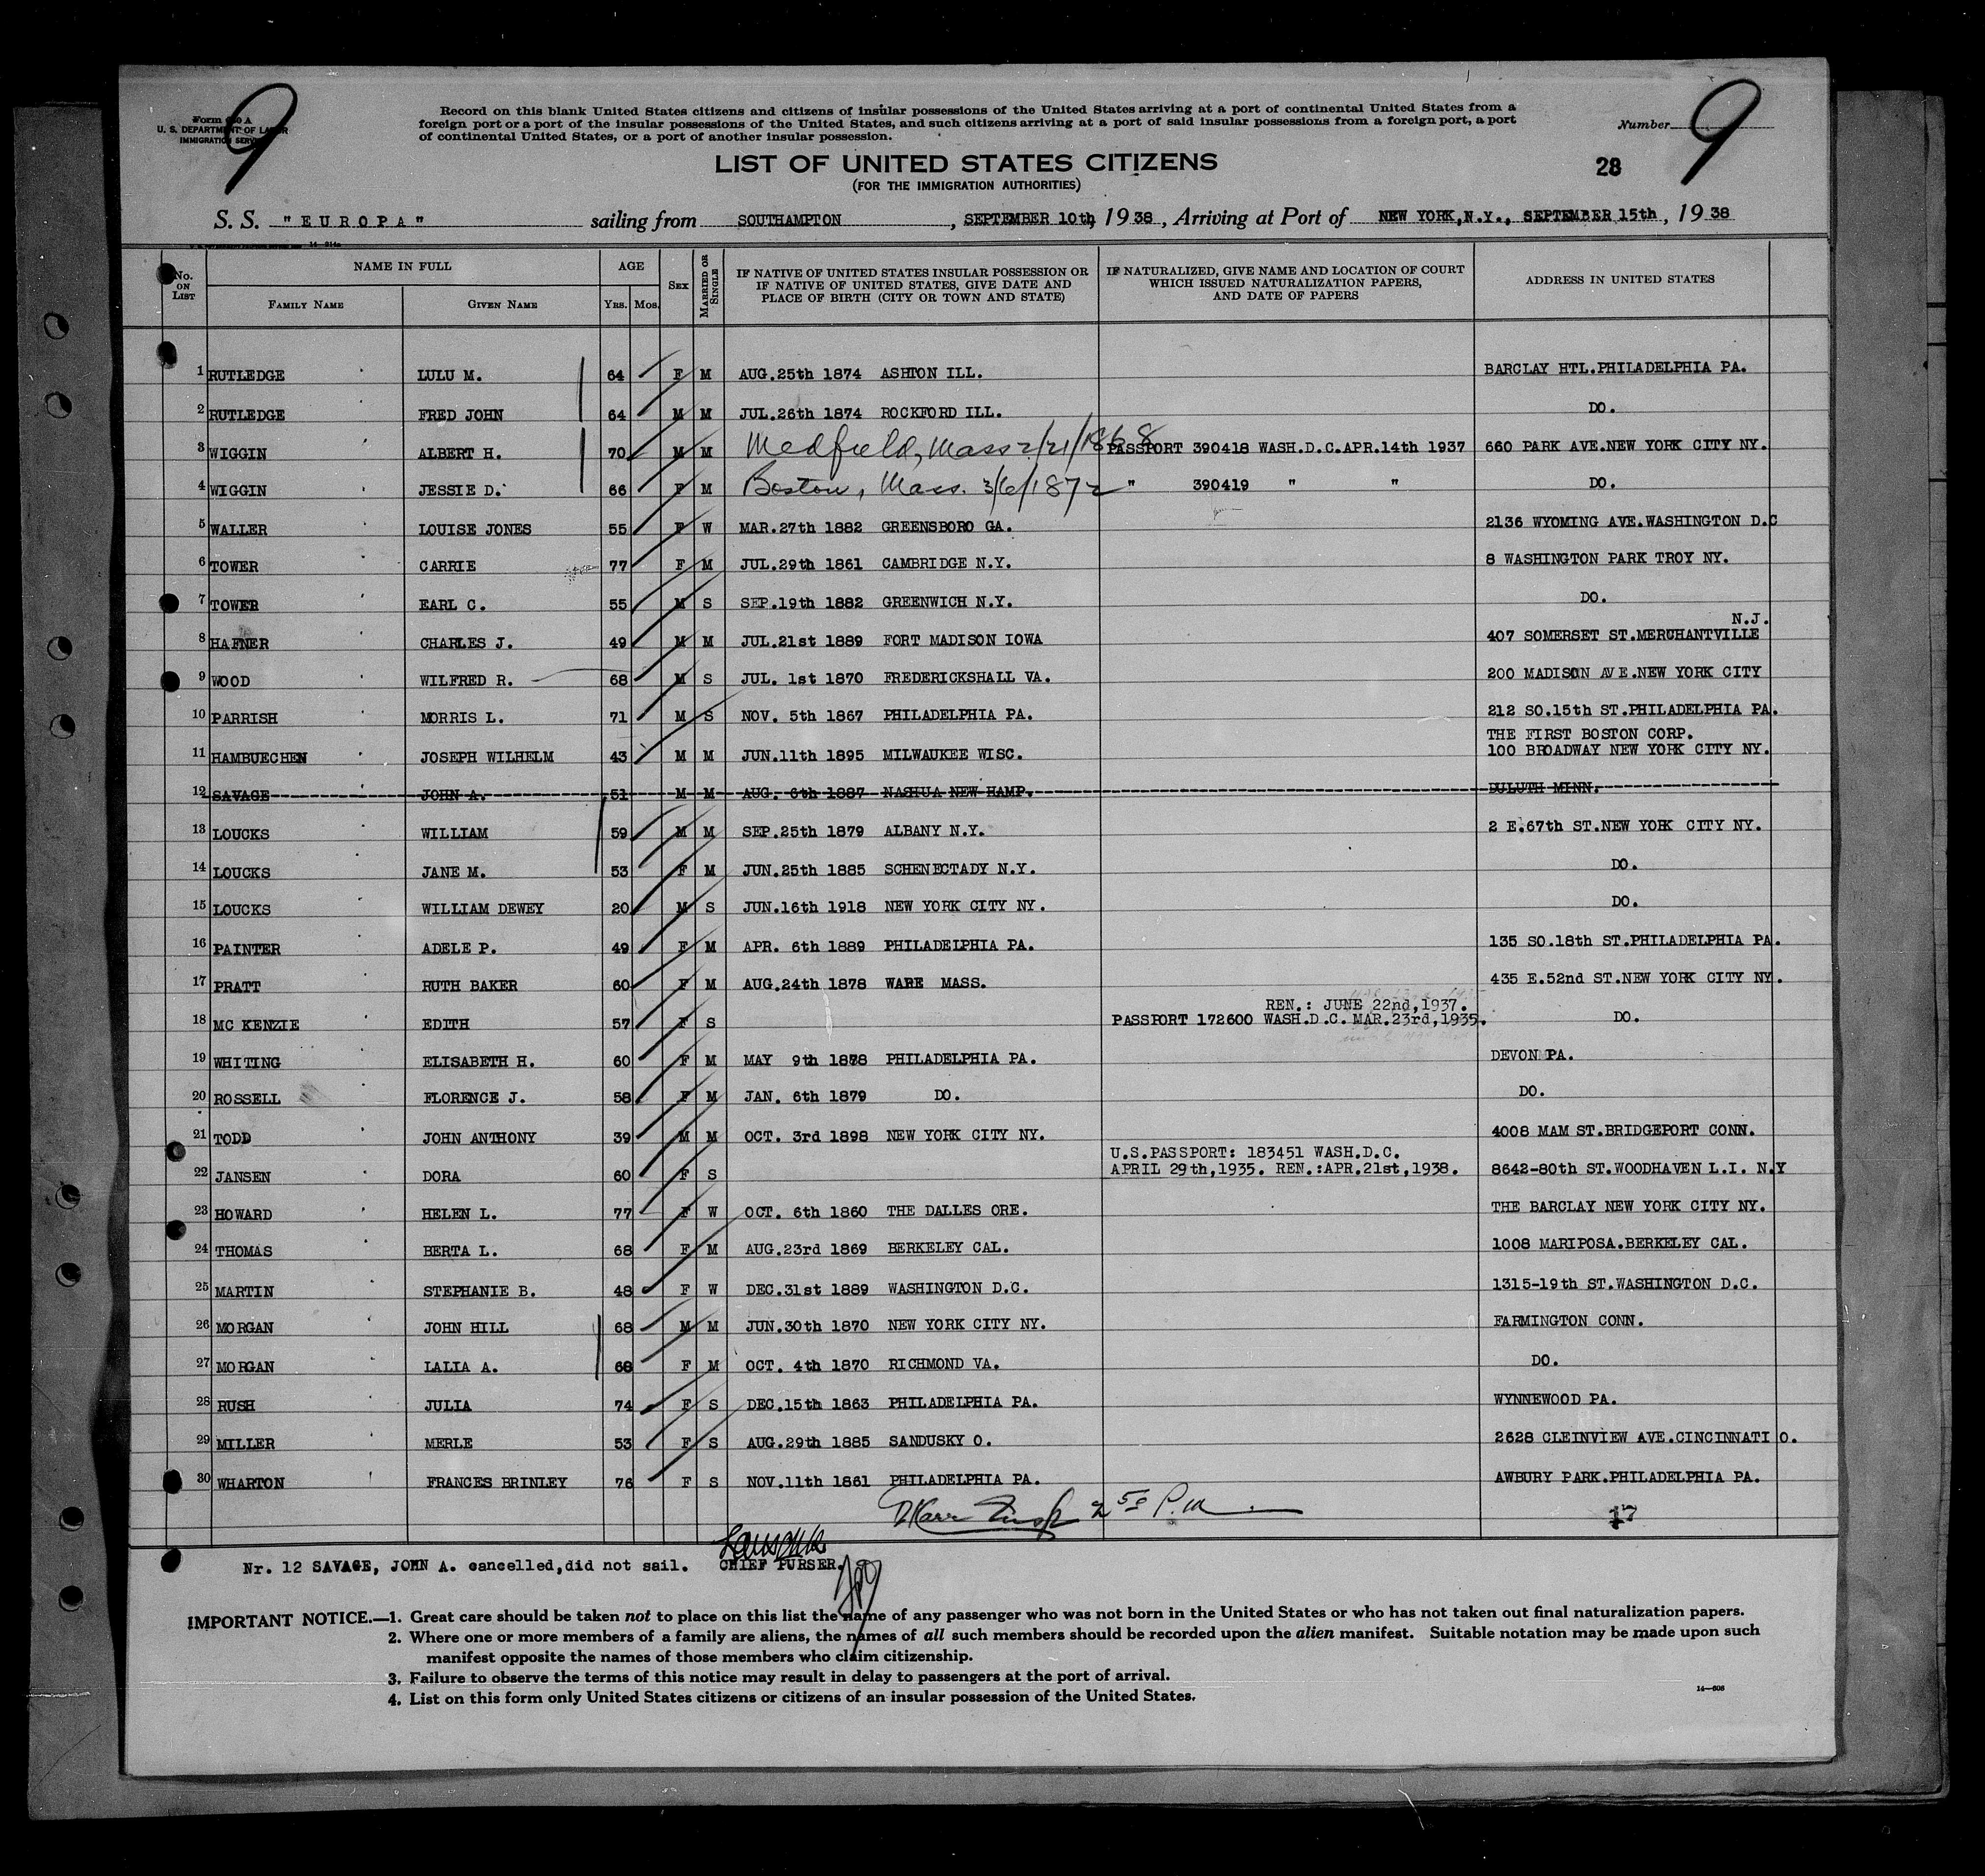 9
9
Form 630 A
U. S. DEPARTMENT OF LABOR
IMMIGRATION SERVICE
Record on this blank United States citizens and citizens of insular possessions of the United States arriving at a port of continental United States from a
foreign port or a port of the insular possessions of the United States, and such citizens arriving at a port of said insular possessions from a foreign port, a port
of continental United States, or a port of another insular possession.
Number
LIST OF UNITED STATES CITIZENS
28
(FOR THE IMMIGRATION AUTHORITIES)
S. S. "EUROPA" sailing from SOUTHAMPTON, SEPTEMBER 10th, 1938, Arriving at Port of NEW YORK,N.Y., SEPTEMBER 15th, 1938
No. ON LIST NAME IN FULL FAMILY NAME GIVEN NAME AGE YRS. MOS. SEX MARRIED OR SINGLE
IF NATIVE OF UNITED STATES INSULAR POSSESSION OR
IF NATIVE OF UNITED STATES, GIVE DATE AND
PLACE OF BIRTH (CITY OR TOWN AND STATE)
IF NATURALIZED, GIVE NAME AND LOCATION OF COURT
WHICH ISSUED NATURALIZATION PAPERS,
AND DATE OF PAPERS
ADDRESS IN UNITED STATES
1 RUTLEDGE LULU M. 64 F M AUG.25th 1874 ASHTON ILL. BARCLAY HTL.PHILADELPHIA PA.
2 RUTLEDGE FRED JOHN 64 M M JUL.26th 1874 ROCKFORD ILL. DO.
3 WIGGIN ALBERT H. 70 M M Medfield, Mass 2/21/1868 PASSPORT 390418 WASH.D.C.APR.14th 1937 660 PARK AVE.NEW YORK CITY NY.
4 WIGGIN JESSIE D. 66 F M Boston, Mass. 3/6/1872 " 390419 " " DO.
5 WALLER LOUISE JONES 55 F W MAR.27th 1882 GREENSBORO GA. 2136 WYOMING AVE.WASHINGTON D.C
6 TOWER CARRIE 77 F M JUL.29th 1861 CAMBRIDGE N.Y. 8 WASHINGTON PARK TROY NY.
7 TOWER EARL C. 55 M S SEP.19th 1882 GREENWICH N.Y. DO.
N.J.
8 HAFNER CHARLES J. 49 M M JUL.21st 1889 FORT MADISON IOWA 407 SOMERSET ST.MERCHANTVILLE
9 WOOD WILFRED R. 68 M S JUL. 1st 1870 FREDERICKSHALL VA. 200 MADISON AVE.NEW YORK CITY
10 PARRISH MORRIS L. 71 M S NOV. 5th 1867 PHILADELPHIA PA. 212 SO.15th ST.PHILADELPHIA PA.
THE FIRST BOSTON CORP.
11 HAMBUECHEN JOSEPH WILHELM 43 M M JUN.11th 1895 MILWAUKEE WISC. 100 BROADWAY NEW YORK CITY NY.
12 SAVAGE JOHN A. 51 M M AUG. 6th 1887 NASHUA NEW HAMP. DULUTH MINN.
13 LOUCKS WILLIAM 59 M M SEP.25th 1879 ALBANY N.Y. 2 E.67th ST.NEW YORK CITY NY.
14 LOUCKS JANE M. 53 F M JUN.25th 1885 SCHENECTADY N.Y. DO.
15 LOUCKS WILLIAM DEWEY 20 M S JUN.16th 1918 NEW YORK CITY NY. DO.
16 PAINTER ADELE P. 49 F M APR. 6th 1889 PHILADELPHIA PA. 135 SO.18th ST.PHILADELPHIA PA.
17 PRATT RUTH BAKER 60 F M AUG.24th 1878 WARE MASS. 435 E.52nd ST.NEW YORK CITY NY.
REN.: JUNE 22nd,1937.
18 MC KENZIE EDITH 57 F S PASSPORT 172600 WASH.D.C. MAR.23rd,1935. DO.
19 WHITING ELISABETH H. 60 F M MAY 9th 1878 PHILADELPHIA PA. DEVON PA.
20 ROSSELL FLORENCE J. 58 F M JAN. 6th 1879 DO. DO.
21 TODD JOHN ANTHONY 39 M M OCT. 3rd 1898 NEW YORK CITY NY. 4008 MAM ST.BRIDGEPORT CONN.
U.S.PASSPORT: 183451 WASH.D.C.
22 JANSEN DORA 60 F S APRIL 29th,1935. REN.:APR.21st,1938. 8642-80th ST.WOODHAVEN L.I. N.Y
23 HOWARD HELEN L. 77 F W OCT. 6th 1860 THE DALLES ORE. THE BARCLAY NEW YORK CITY NY.
24 THOMAS BERTA L. 68 F M AUG.23rd 1869 BERKELEY CAL. 1008 MARIPOSA.BERKELEY CAL.
25 MARTIN STEPHANIE B. 48 F W DEC.31st 1889 WASHINGTON D.C. 1315-19th ST.WASHINGTON D.C.
26 MORGAN JOHN HILL 68 M M JUN.30th 1870 NEW YORK CITY NY. FARMINGTON CONN.
27 MORGAN LALIA A. 68 F M OCT. 4th 1870 RICHMOND VA. DO.
28 RUSH JULIA 74 F S DEC.15th 1863 PHILADELPHIA PA. WYNNEWOOD PA.
29 MILLER MERLE 53 F S AUG.29th 1885 SANDUSKY O. 2628 CLEINVIEW AVE.CINCINNATI O.
30 WHARTON FRANCES BRINLEY 76 F S NOV.11th 1861 PHILADELPHIA PA. AWBURY PARK.PHILADELPHIA PA.
2 50 P.m.
17
Nr. 12 SAVAGE, JOHN A. cancelled,did not sail. CHIEF PURSER.
IMPORTANT NOTICE.—1. Great care should be taken not to place on this list the name of any passenger who was not born in the United States or who has not taken out final naturalization papers.
2. Where one or more members of a family are aliens, the names of all such members should be recorded upon the alien manifest. Suitable notation may be made upon such
manifest opposite the names of those members who claim citizenship.
3. Failure to observe the terms of this notice may result in delay to passengers at the port of arrival.
4. List on this form only United States citizens or citizens of an insular possession of the United States.
14—608